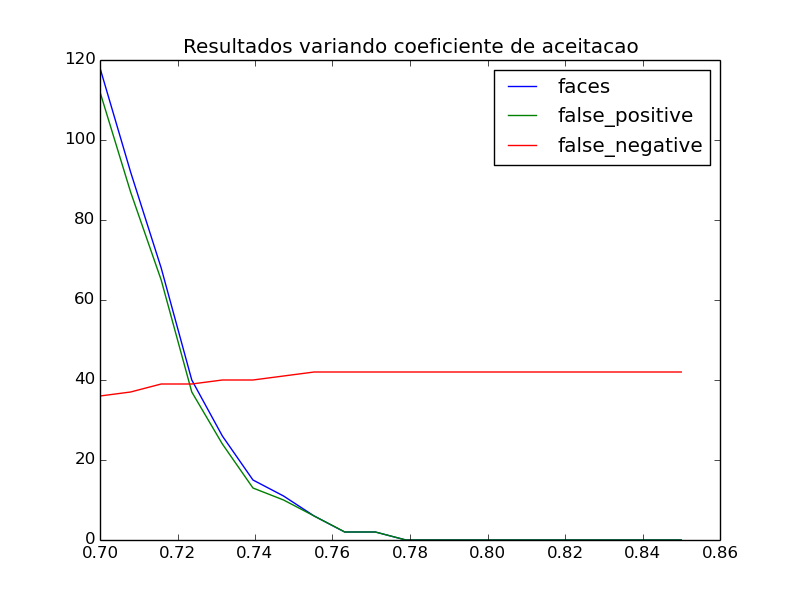 Resultados variando coeficiente de aceitacao
120
100
80
60
40
20
0
faces
false_positive
false_negative
0.70 0.72 0.74 0.76 0.78 0.80 0.82 0.84 0.86